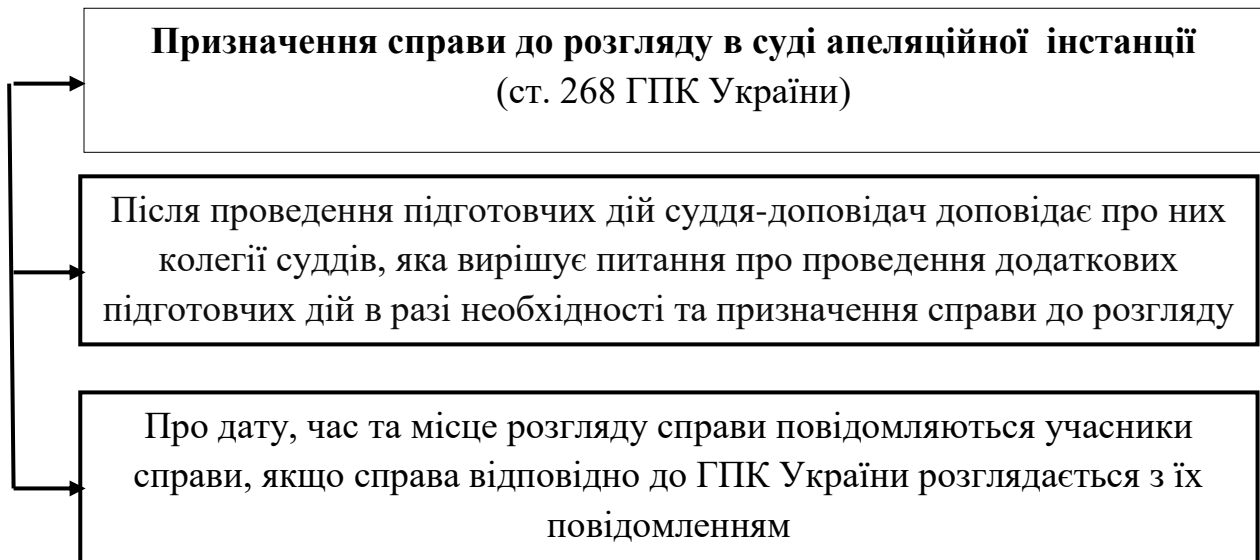 Призначення справи до розгляду в суді апеляційної інстанції
(ст. 268 ГПК України)
Після проведення підготовчих дій суддя-доповідач доповідає про них
колегії суддів, яка вирішує питання про проведення додаткових
підготовчих дій в разі необхідності та призначення справи до розгляду
Про дату, час та місце розгляду справи повідомляються учасники
справи, якщо справа відповідно до ГПК України розглядається з їх
повідомленням